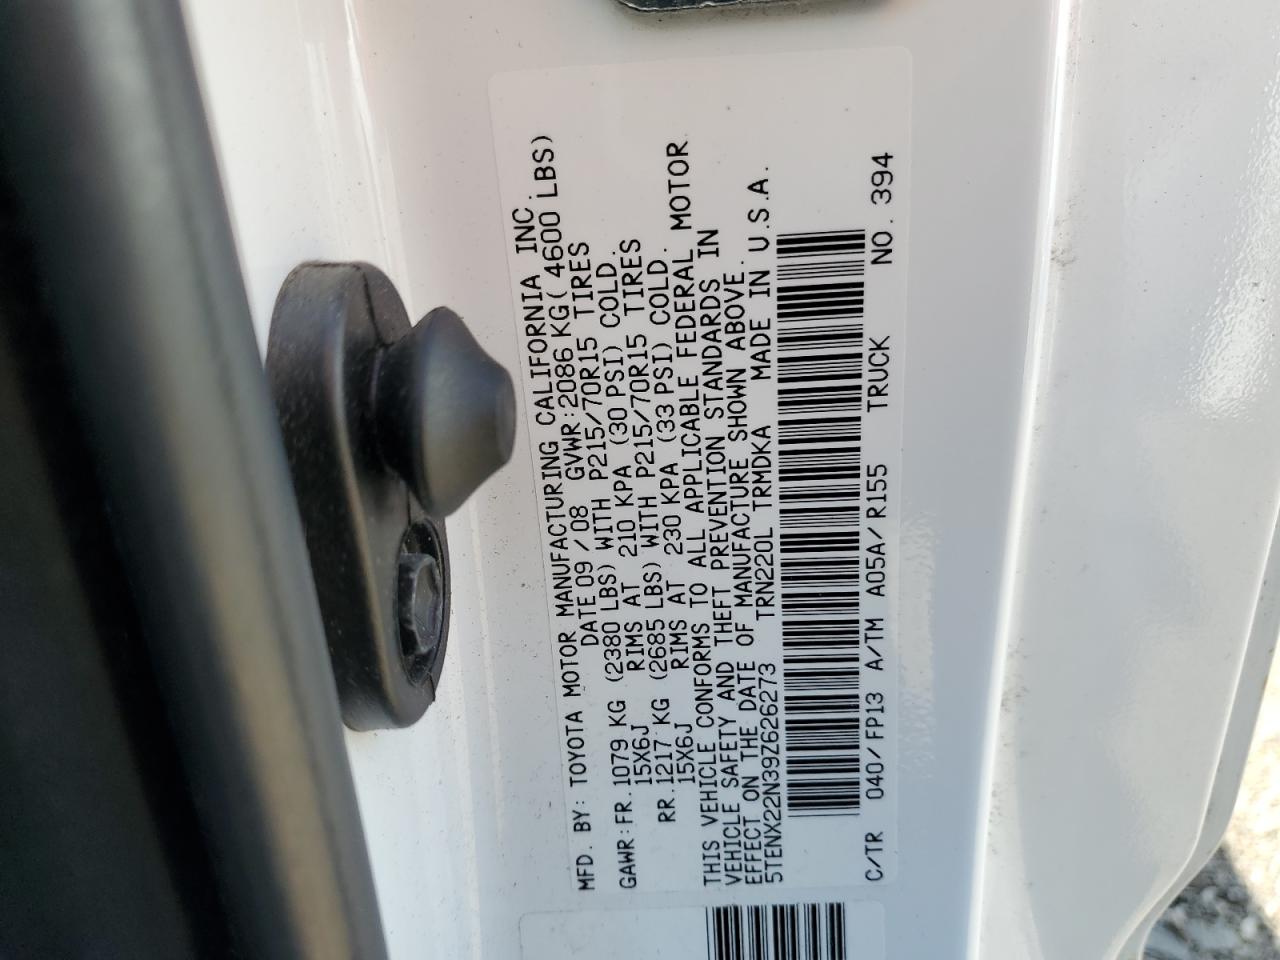 MFD. BY: TOYOTA MOTOR MANUFACTURING CALIFORNIA INC.
DATE 09 / 08 GVWR:2086 KG( 4600 LBS)
GAWR:FR.1079 KG (2380 LBS) WITH P215/70R15 TIRES
15X6J RIMS AT 210 KPA (30 PSI) COLD.
RR.1217 KG (2685 LBS) WITH P215/70R15 TIRES
15X6J RIMS AT 230 KPA (33 PSI) COLD.
THIS VEHICLE CONFORMS TO ALL APPLICABLE FEDERAL MOTOR
VEHICLE SAFETY AND THEFT PREVENTION STANDARDS IN
EFFECT ON THE DATE OF MANUFACTURE SHOWN ABOVE.
5TENX22N39Z626273 TRN220L TRMDKA MADE IN U.S.A.
C/TR 040/FP13 A/TM A05A/R155 TRUCK NO. 394